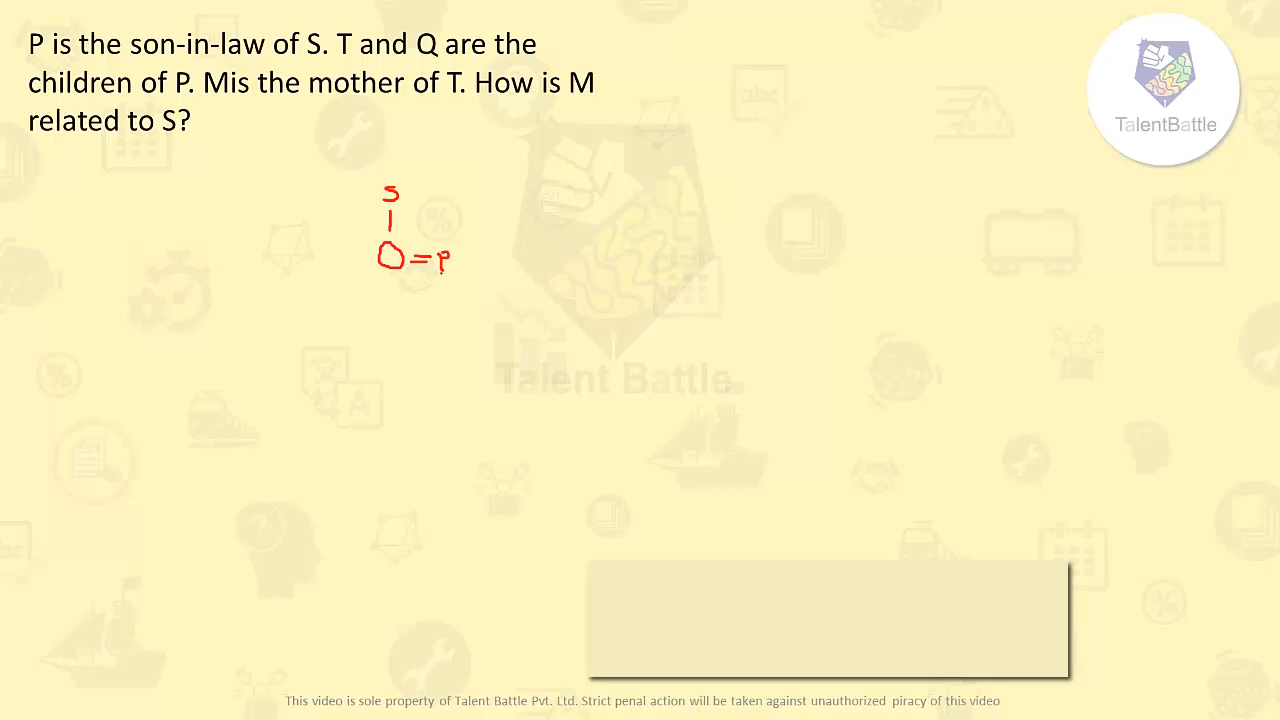 P is the son-in-law of S. T and Q are the
children of P. Mis the mother of T. How is M
related to S?
TalentBattle
S
O = P
Talent Battle
This video is sole property of Talent Battle Pvt. Ltd. Strict penal action will be taken against unauthorized piracy of this video